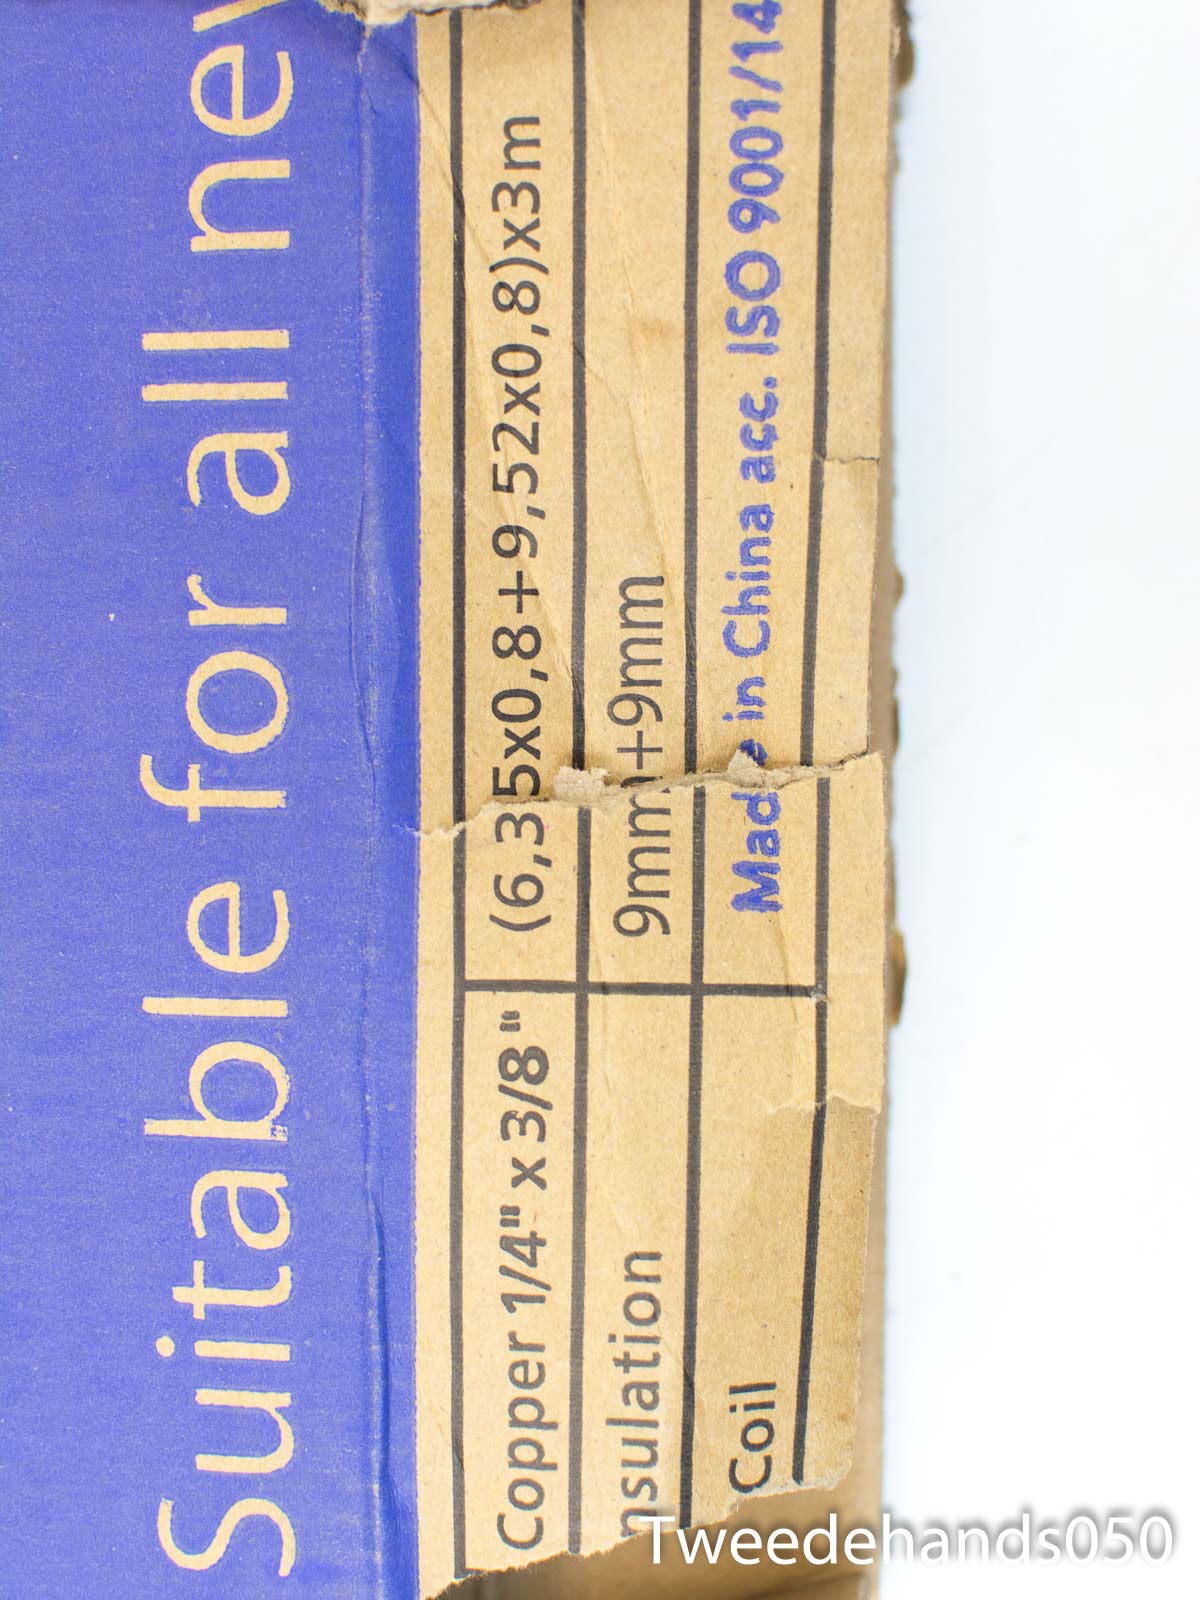 Suitable for all ne
Copper 1/4" x 3/8" (6,35x0,8+9,52x0,8)x3m
nsulation 9mm+9mm
Coil Made in China acc. ISO 9001/14
Tweedehands050